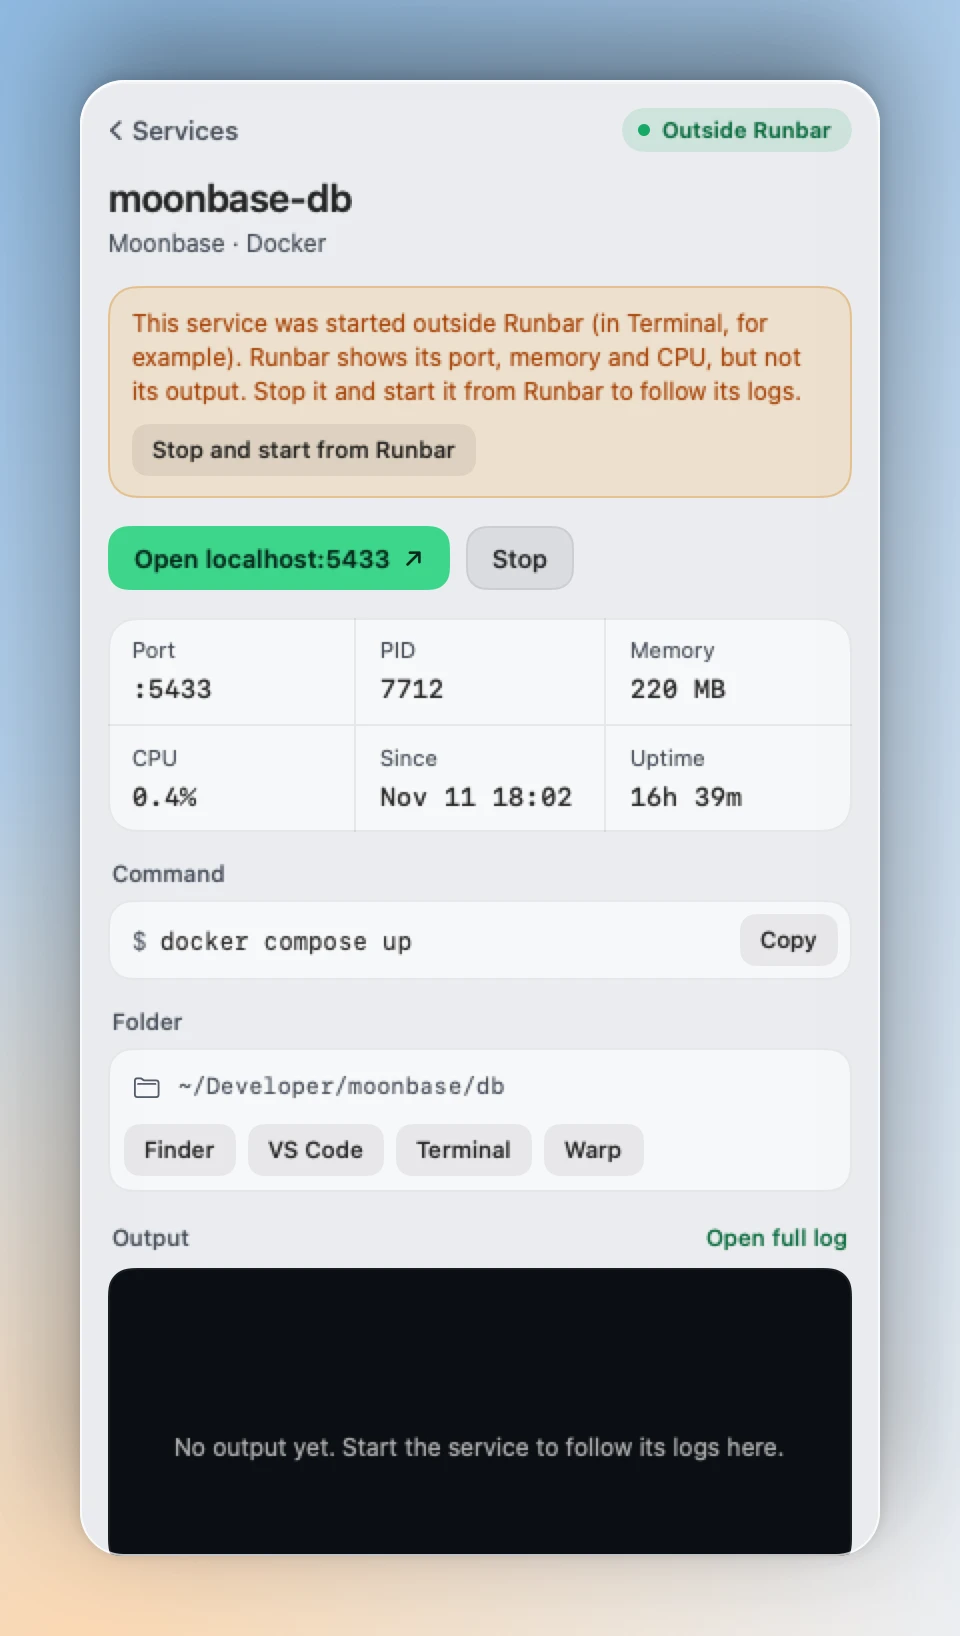 Services
Outside Runbar
moonbase-db
Moonbase · Docker
This service was started outside Runbar (in Terminal, for
example). Runbar shows its port, memory and CPU, but not
its output. Stop it and start it from Runbar to follow its logs.
Stop and start from Runbar
Open localhost:5433 ↗
Stop
Port
PID
Memory
:5433
7712
220 MB
CPU
Since
Uptime
0.4%
Nov 11 18:02
16h 39m
Command
$ docker compose up
Copy
Folder
~/Developer/moonbase/db
Finder
VS Code
Terminal
Warp
Output
Open full log
No output yet. Start the service to follow its logs here.